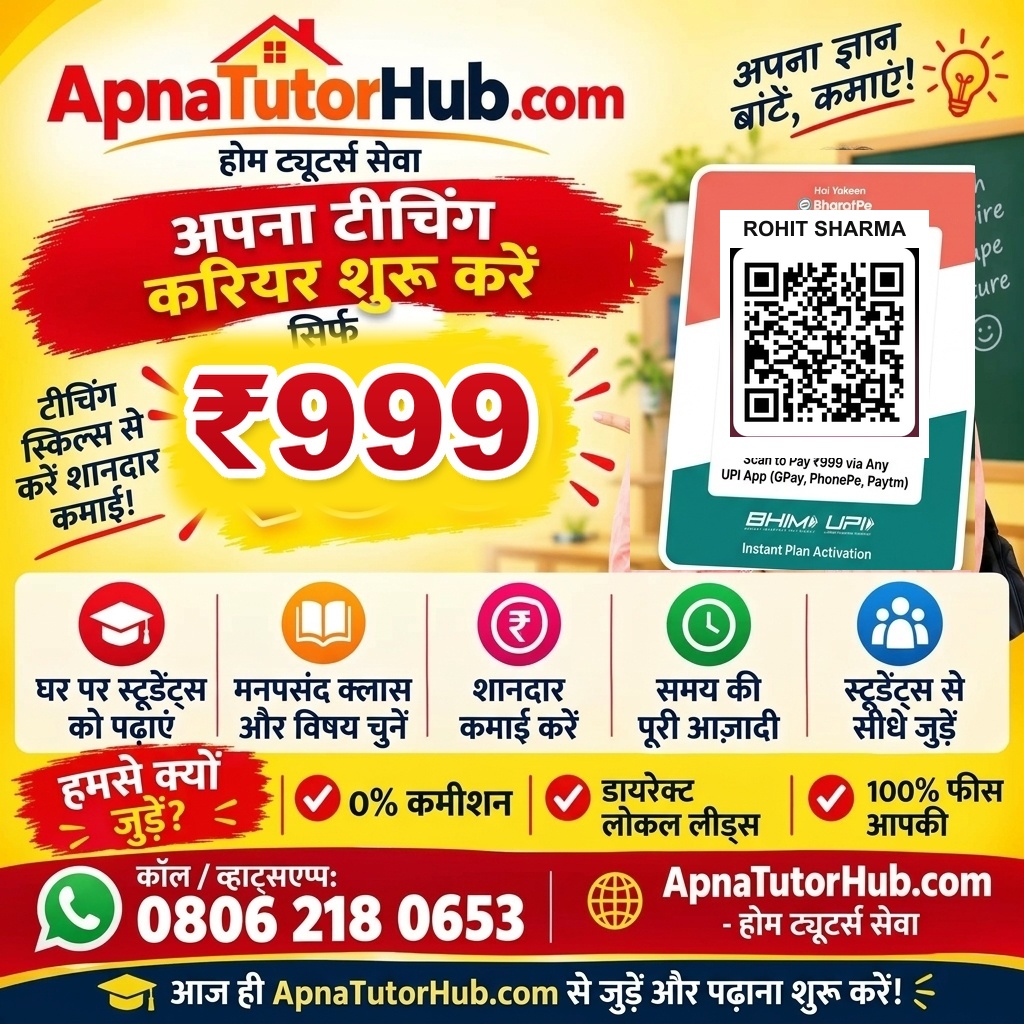 ApnaTutorHub.com
होम ट्यूटर्स सेवा
अपना ज्ञान
बांटें, कमाएं!
अपना टीचिंग
करियर शुरू करें
सिर्फ
₹999
टीचिंग
स्किल्स से
करें शानदार
कमाई!
Hai Yakeen
BharatPe
ROHIT SHARMA
Scan to Pay ₹999 via Any
UPI App (GPay, PhonePe, Paytm)
BHIM UPI
Instant Plan Activation
घर पर स्टूडेंट्स
को पढ़ाएं
मनपसंद क्लास
और विषय चुनें
शानदार
कमाई करें
समय की
पूरी आज़ादी
स्टूडेंट्स से
सीधे जुड़ें
हमसे क्यों
जुड़ें?
0% कमीशन
डायरेक्ट
लोकल लीड्स
100% फीस
आपकी
कॉल / व्हाट्सएप्प:
0806 218 0653
ApnaTutorHub.com
- होम ट्यूटर्स सेवा
आज ही ApnaTutorHub.com से जुड़ें और पढ़ाना शुरू करें!